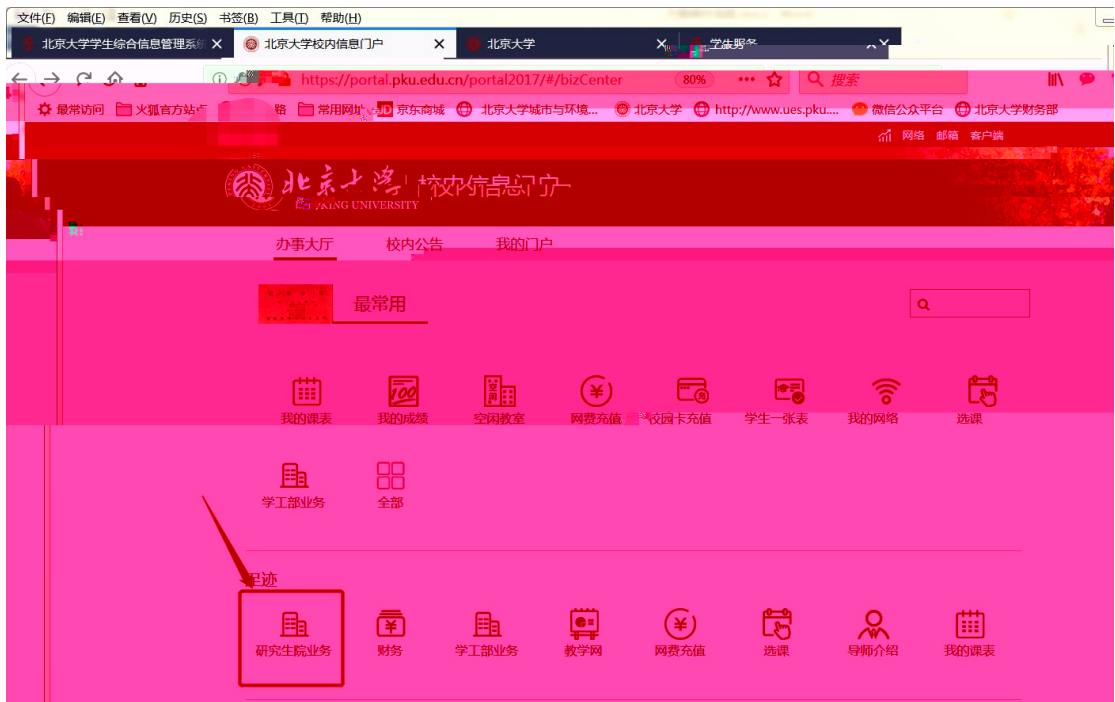 文件(F) 编辑(E) 查看(V) 历史(S) 书签(B) 工具(T) 帮助(H)
北京大学学生综合信息管理系统 × 北京大学校内信息门户 × 北京大学 ×
https://portal.pku.edu.cn/portal2017/#/bizCenter 80% ••• 搜索
最常访问 火狐官方站点 常用网址 JD 京东商城 北京大学城市与环境... 北京大学 http://www.ues.pku.... 微信公众平台 北京大学财务部
网络 邮箱 客户端
北京大学 校内信息门户
PEKING UNIVERSITY
办事大厅 校内公告 我的门户
最常用
我的课表 我的成绩 空闲教室 网费充值 校园卡充值 学生一张表 我的网络 选课
学工部业务 全部
足迹
研究生院业务 财务 学工部业务 教学网 网费充值 选课 导师介绍 我的课表